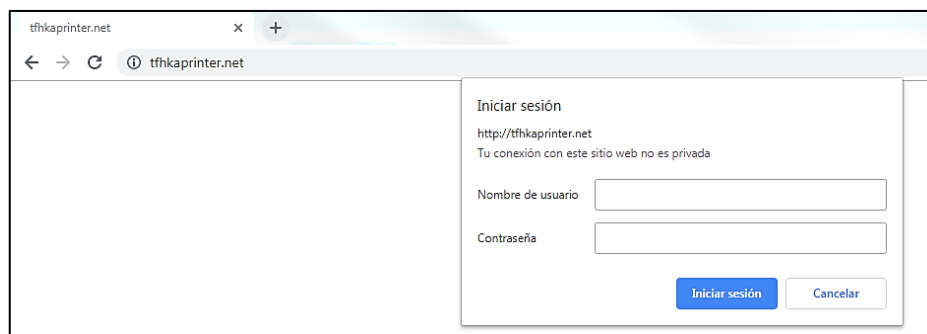 tfhkaprinter.net
tfhkaprinter.net
Iniciar sesión
http://tfhkaprinter.net
Tu conexión con este sitio web no es privada
Nombre de usuario
Contraseña
Iniciar sesión Cancelar